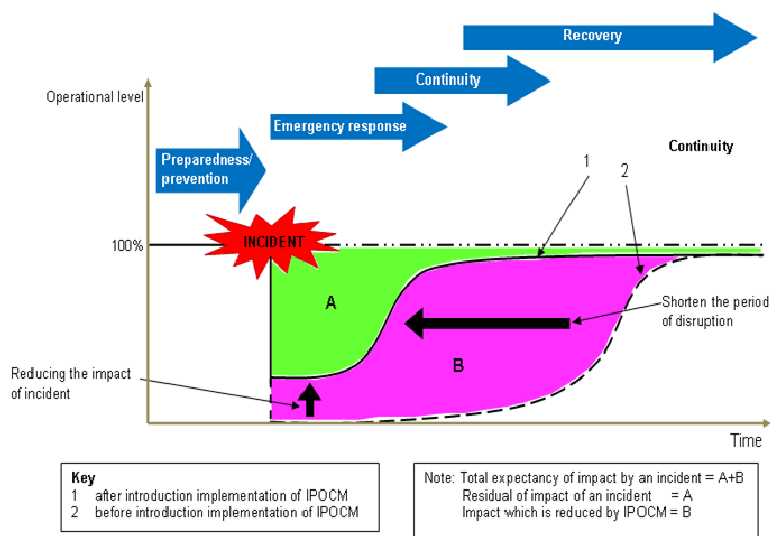 Recovery
Continuity
Operational level
Emergency response
Continuity
Preparedness/
prevention
1
2
100%
INCIDENT
A
Shorten the period
of disruption
B
Reducing the impact
of incident
Time
Key
1 after introduction implementation of IPOCM
2 before introduction implementation of IPOCM
Note: Total expectancy of impact by an incident = A+B
Residual of impact of an incident = A
Impact which is reduced by IPOCM = B